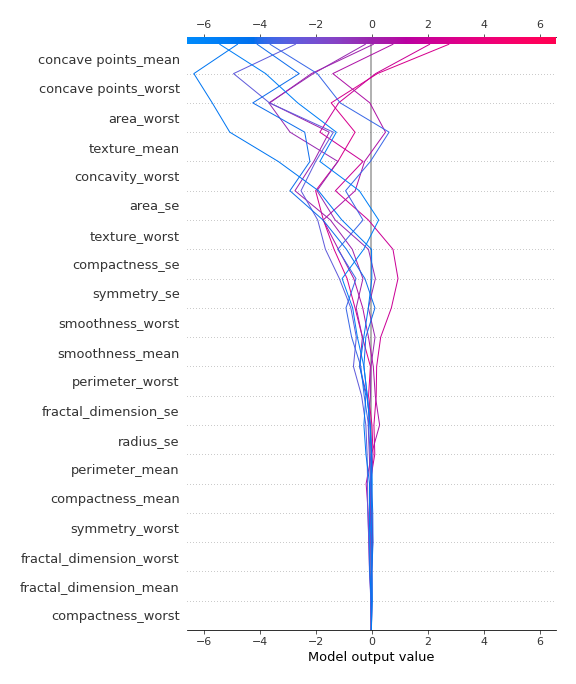 −6 −4 −2 0 2 4 6
concave points_mean
concave points_worst
area_worst
texture_mean
concavity_worst
area_se
texture_worst
compactness_se
symmetry_se
smoothness_worst
smoothness_mean
perimeter_worst
fractal_dimension_se
radius_se
perimeter_mean
compactness_mean
symmetry_worst
fractal_dimension_worst
fractal_dimension_mean
compactness_worst
−6 −4 −2 0 2 4 6
Model output value